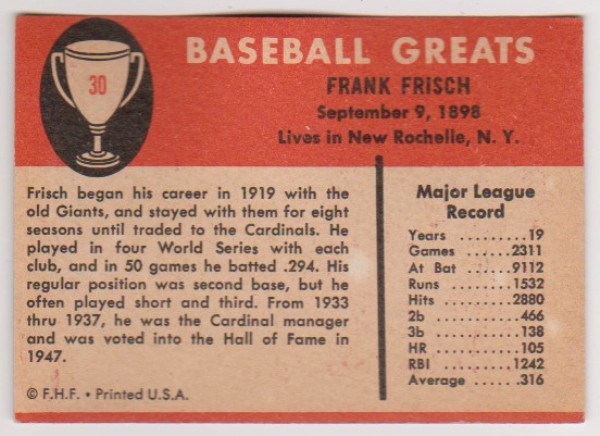 30
BASEBALL GREATS
FRANK FRISCH
September 9, 1898
Lives in New Rochelle, N. Y.
Frisch began his career in 1919 with the
old Giants, and stayed with them for eight
seasons until traded to the Cardinals. He
played in four World Series with each
club, and in 50 games he batted .294. His
regular position was second base, but he
often played short and third. From 1933
thru 1937, he was the Cardinal manager
and was voted into the Hall of Fame in
1947.
© F.H.F. • Printed U.S.A.
Major League
Record
Years .........19
Games .......2311
At Bat .......9112
Runs .........1532
Hits ..........2880
2b ............466
3b ............138
HR ...........105
RBI ..........1242
Average ......316